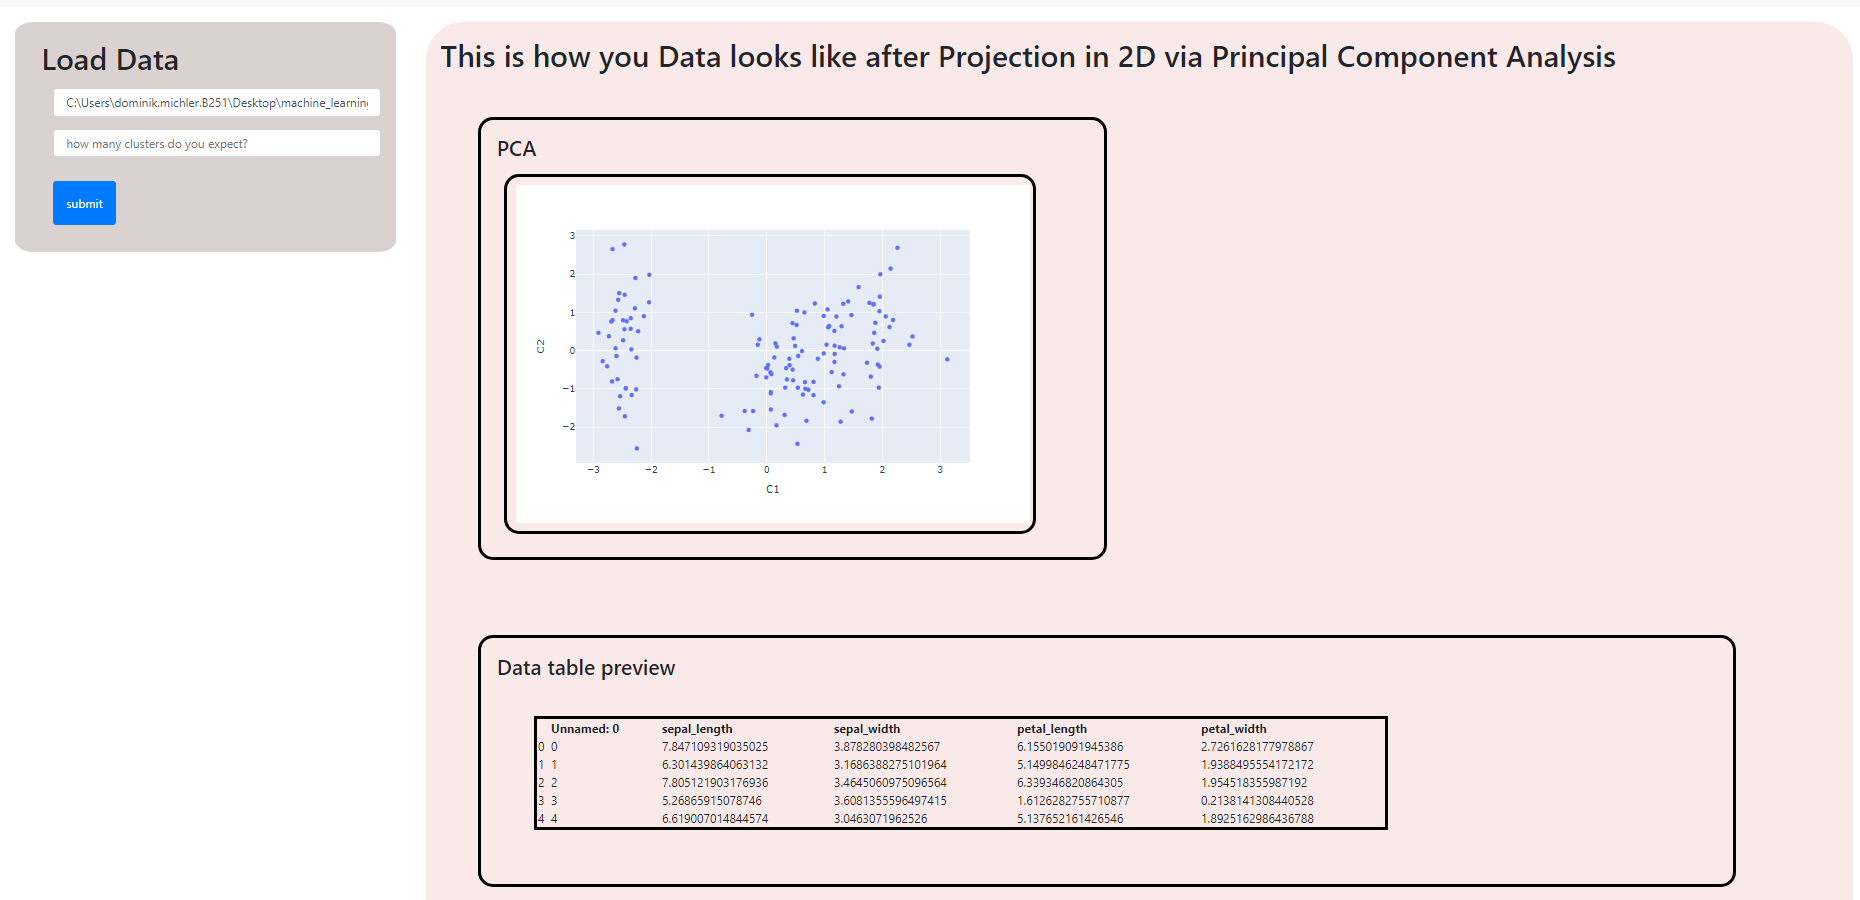 Load Data
C:\Users\dominik.michler.B251\Desktop\machine_learning
how many clusters do you expect?
submit
This is how you Data looks like after Projection in 2D via Principal Component Analysis
PCA
3
2
1
0
−1
−2
C2
−3 −2 −1 0 1 2 3
C1
Data table preview
Unnamed: 0 sepal_length sepal_width petal_length petal_width
0 0 7.847109319035025 3.878280398482567 6.155019091945386 2.7261628177978867
1 1 6.301439864063132 3.1686388275101964 5.1499846248471775 1.9388495554172172
2 2 7.805121903176936 3.4645060975096564 6.339346820864305 1.954518355987192
3 3 5.26865915078746 3.6081355596497415 1.6126282755710877 0.2138141308440528
4 4 6.619007014844574 3.0463071962526 5.137652161426546 1.8925162986436788